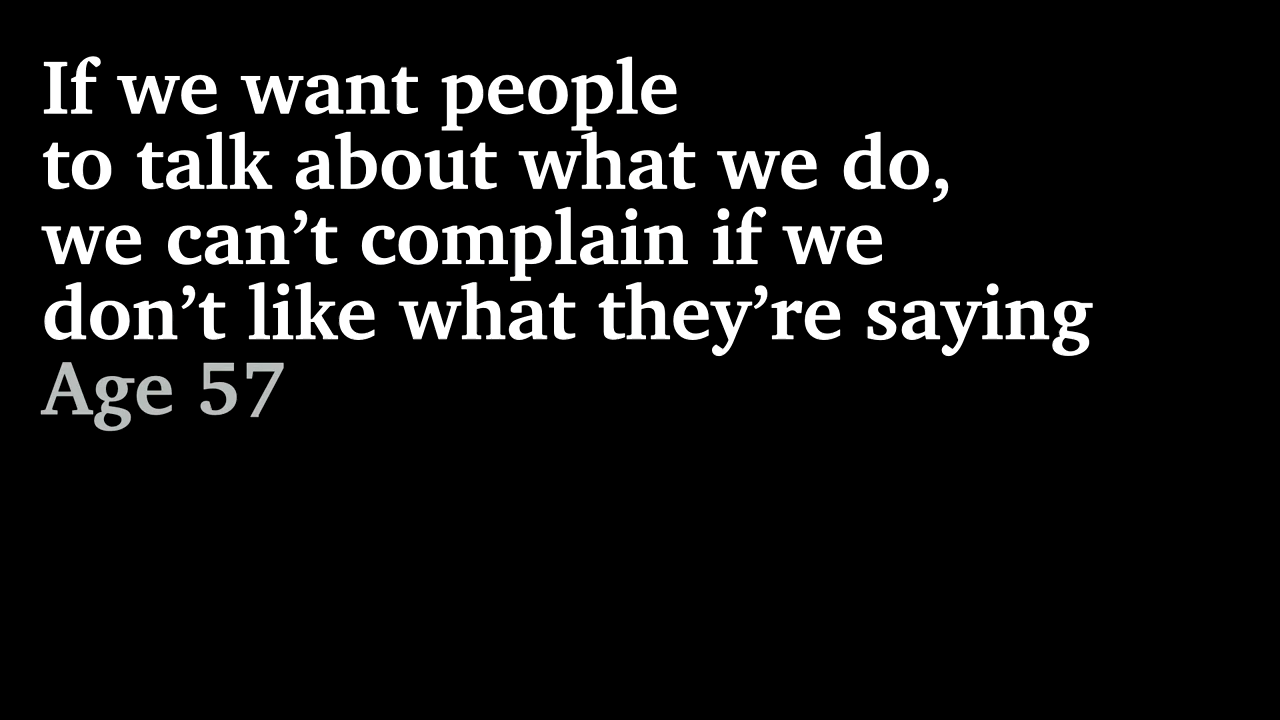 If we want people
to talk about what we do,
we can’t complain if we
don’t like what they’re saying
Age 57